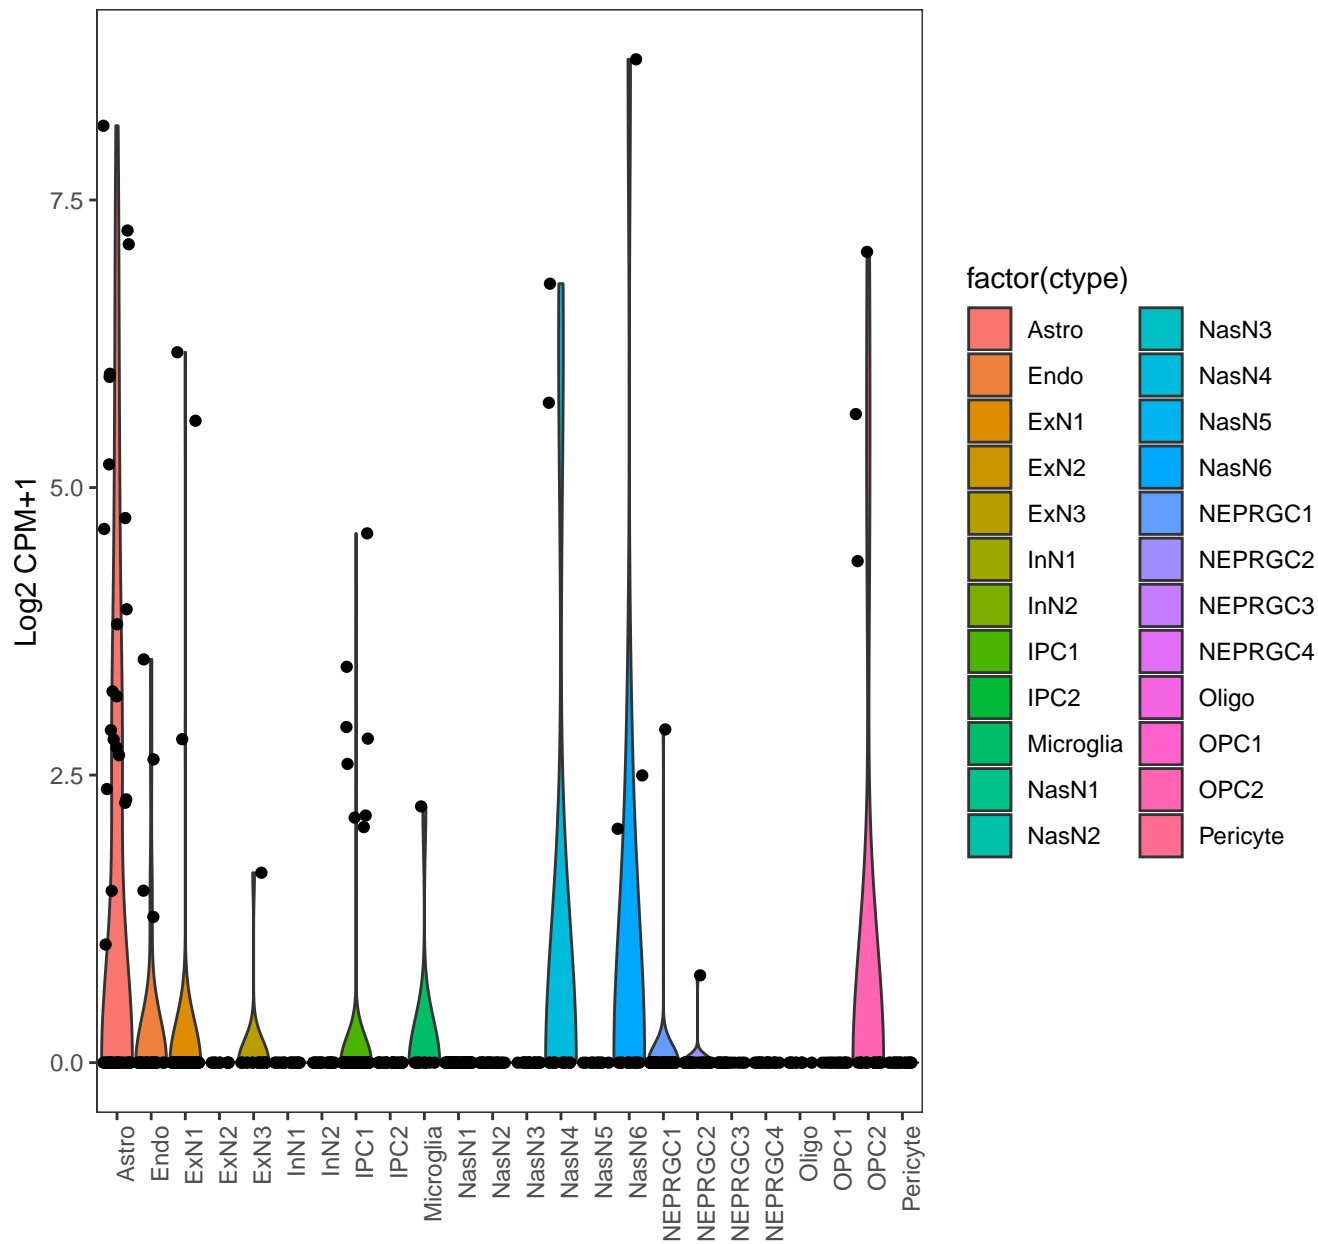 Log2 CPM+1
7.5
5.0
2.5
0.0
Astro
Endo
ExN1
ExN2
ExN3
InN1
InN2
IPC1
IPC2
Microglia
NasN1
NasN2
NasN3
NasN4
NasN5
NasN6
NEPRGC1
NEPRGC2
NEPRGC3
NEPRGC4
Oligo
OPC1
OPC2
Pericyte
factor(ctype)
Astro
Endo
ExN1
ExN2
ExN3
InN1
InN2
IPC1
IPC2
Microglia
NasN1
NasN2
NasN3
NasN4
NasN5
NasN6
NEPRGC1
NEPRGC2
NEPRGC3
NEPRGC4
Oligo
OPC1
OPC2
Pericyte